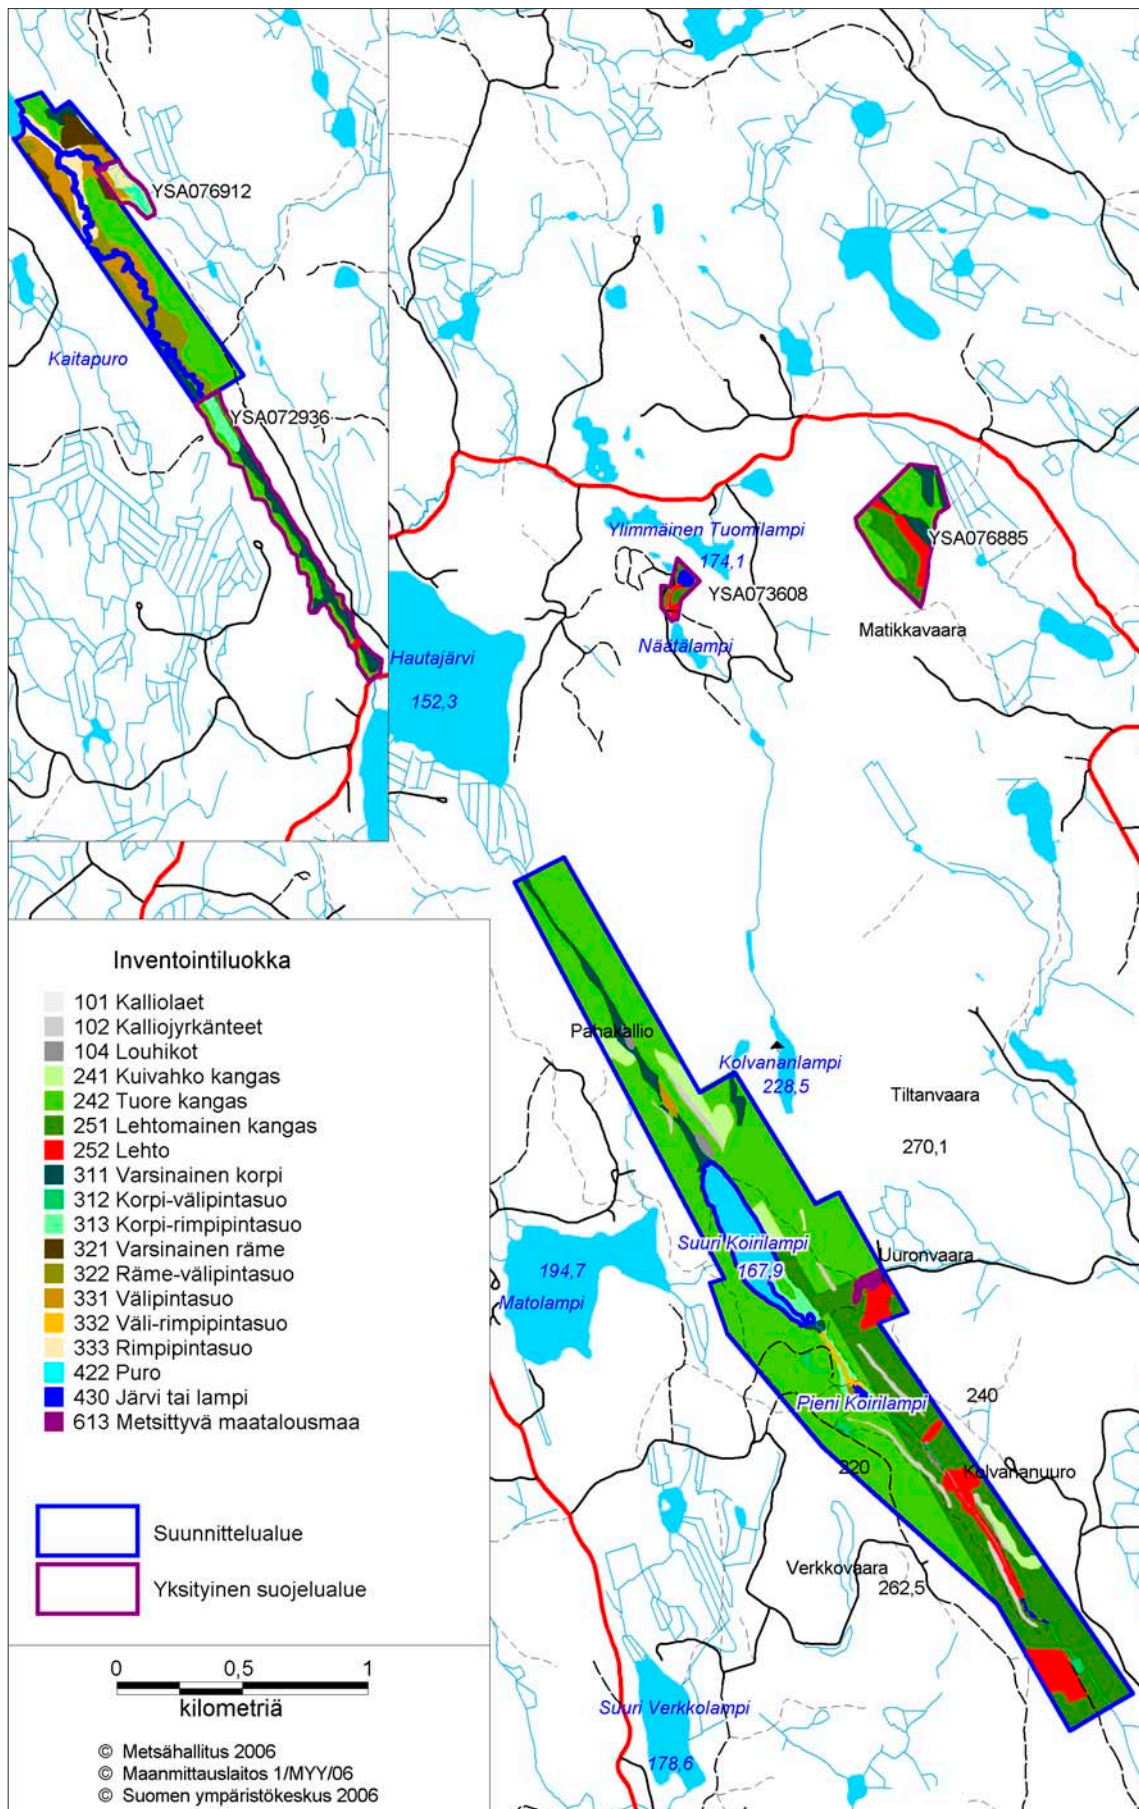 YSA076912
Kaitapuro
YSA072936
Ylimmäinen Tuomilampi
174,1
YSA073608
Näätälampi
YSA076885
Matikkavaara
Hautajärvi
152,3
Pahakallio
Kolvananlampi
228,5
Tiltanvaara
270,1
Suuri Koirilampi
167,9
Uuronvaara
194,7
Matolampi
Pieni Koirilampi
240
220
Kolvananuuro
Verkkovaara
262,5
Suuri Verkkolampi
178,6
Inventointiluokka
101 Kalliolaet
102 Kalliojyrkänteet
104 Louhikot
241 Kuivahko kangas
242 Tuore kangas
251 Lehtomainen kangas
252 Lehto
311 Varsinainen korpi
312 Korpi-välipintasuo
313 Korpi-rimpipintasuo
321 Varsinainen räme
322 Räme-välipintasuo
331 Välipintasuo
332 Väli-rimpipintasuo
333 Rimpipintasuo
422 Puro
430 Järvi tai lampi
613 Metsittyvä maatalousmaa
Suunnittelualue
Yksityinen suojelualue
0 0,5 1
kilometriä
© Metsähallitus 2006
© Maanmittauslaitos 1/MYY/06
© Suomen ympäristökeskus 2006